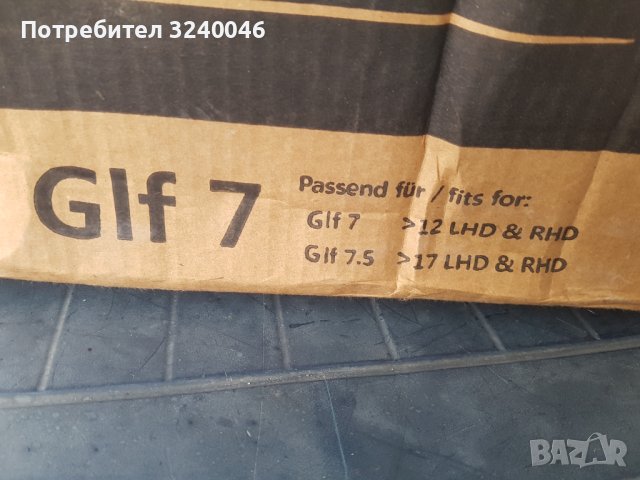 Потребител 3240046
Glf 7
Passend für / fits for:
Glf 7 >12 LHD & RHD
Glf 7.5 >17 LHD & RHD
BAZAR